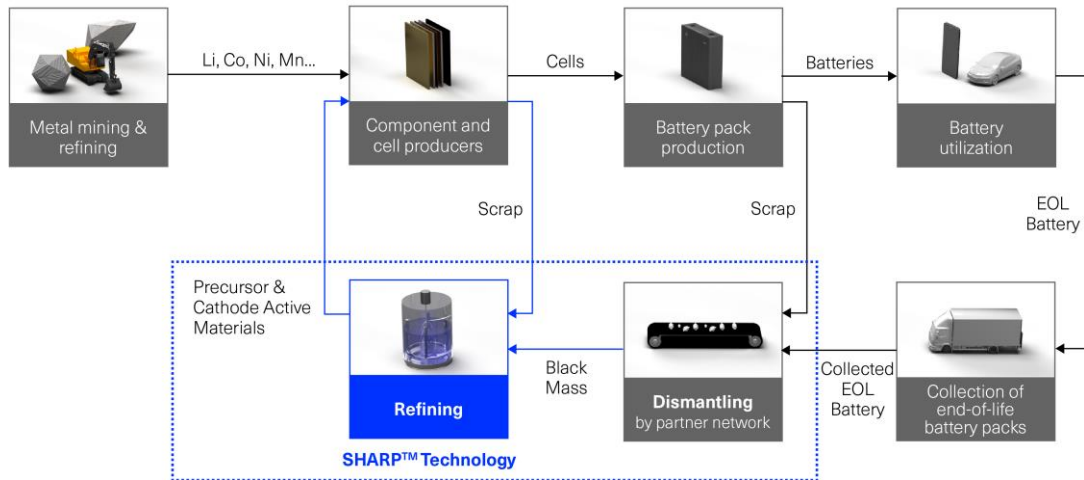 Li, Co, Ni, Mn...
Cells
Batteries
Metal mining &
refining
Component and
cell producers
Battery pack
production
Battery
utilization
Scrap
Scrap
EOL
Battery
Precursor &
Cathode Active
Materials
Black
Mass
Collected
EOL
Battery
Refining
Dismantling
by partner network
Collection of
end-of-life
battery packs
SHARP™ Technology